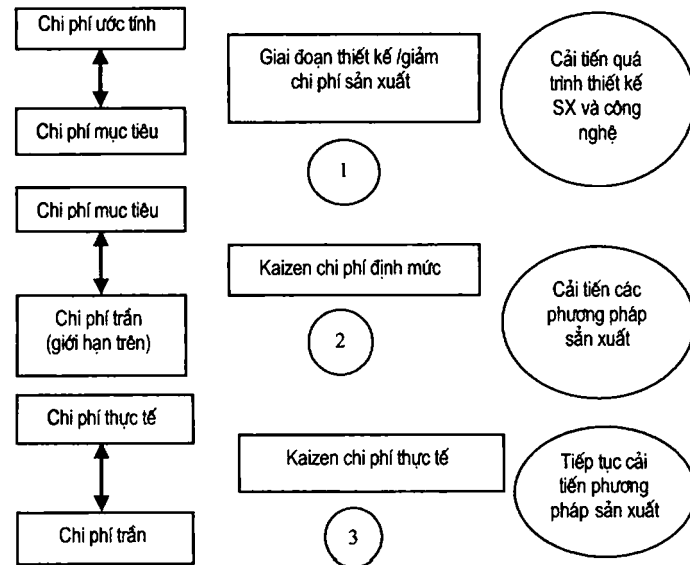 Chi phí ước tính
Chi phí mục tiêu
Giai đoạn thiết kế /giảm
chi phí sản xuất
1
Cải tiến quá
trình thiết kế
SX và công
nghệ
Chi phí muc tiêu
Chi phí trần
(giới hạn trên)
Kaizen chi phí định mức
2
Cải tiến các
phương pháp
sẳn xuất
Chi phí thực tế
Chi phí trần
Kaizen chi phí thực tế
3
Tiếp tục cải
tiến phương
pháp sản xuất